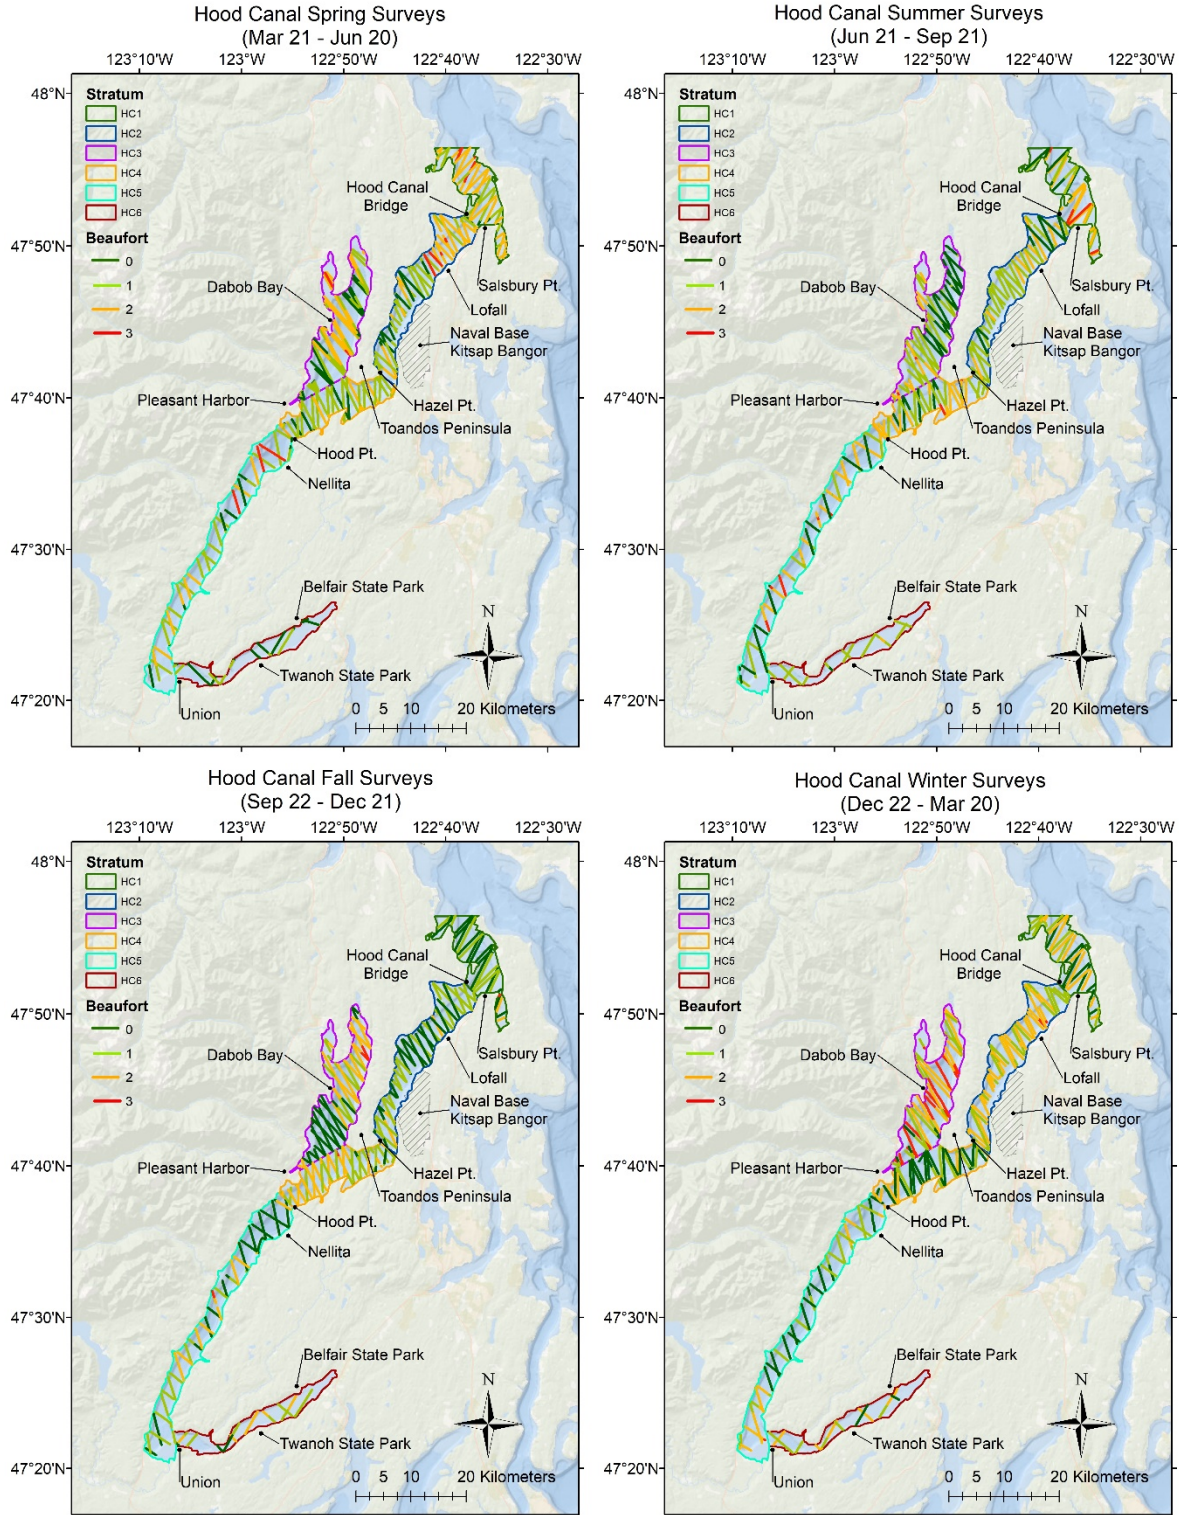 Hood Canal Spring Surveys
(Mar 21 - Jun 20)
123°10'W 123°W 122°50'W 122°40'W 122°30'W
48°N
47°50'N
47°40'N
47°30'N
47°20'N
Stratum
HC1
HC2
HC3
HC4
HC5
HC6
Beaufort
0
1
2
3
Hood Canal
Bridge
Dabob Bay
Salsbury Pt.
Lofall
Naval Base
Kitsap Bangor
Pleasant Harbor
Hazel Pt.
Toandos Peninsula
Hood Pt.
Nellita
Belfair State Park
Twanoh State Park
Union
N
0 5 10 20 Kilometers
Hood Canal Summer Surveys
(Jun 21 - Sep 21)
123°10'W 123°W 122°50'W 122°40'W 122°30'W
48°N
47°50'N
47°40'N
47°30'N
47°20'N
Stratum
HC1
HC2
HC3
HC4
HC5
HC6
Beaufort
0
1
2
3
Hood Canal
Bridge
Dabob Bay
Salsbury Pt.
Lofall
Naval Base
Kitsap Bangor
Pleasant Harbor
Hazel Pt.
Toandos Peninsula
Hood Pt.
Nellita
Belfair State Park
Twanoh State Park
Union
N
0 5 10 20 Kilometers
Hood Canal Fall Surveys
(Sep 22 - Dec 21)
123°10'W 123°W 122°50'W 122°40'W 122°30'W
48°N
47°50'N
47°40'N
47°30'N
47°20'N
Stratum
HC1
HC2
HC3
HC4
HC5
HC6
Beaufort
0
1
2
3
Hood Canal
Bridge
Dabob Bay
Salsbury Pt.
Lofall
Naval Base
Kitsap Bangor
Pleasant Harbor
Hazel Pt.
Toandos Peninsula
Hood Pt.
Nellita
Belfair State Park
Twanoh State Park
Union
N
0 5 10 20 Kilometers
Hood Canal Winter Surveys
(Dec 22 - Mar 20)
123°10'W 123°W 122°50'W 122°40'W 122°30'W
48°N
47°50'N
47°40'N
47°30'N
47°20'N
Stratum
HC1
HC2
HC3
HC4
HC5
HC6
Beaufort
0
1
2
3
Hood Canal
Bridge
Dabob Bay
Salsbury Pt.
Lofall
Naval Base
Kitsap Bangor
Pleasant Harbor
Hazel Pt.
Toandos Peninsula
Hood Pt.
Nellita
Belfair State Park
Twanoh State Park
Union
N
0 5 10 20 Kilometers